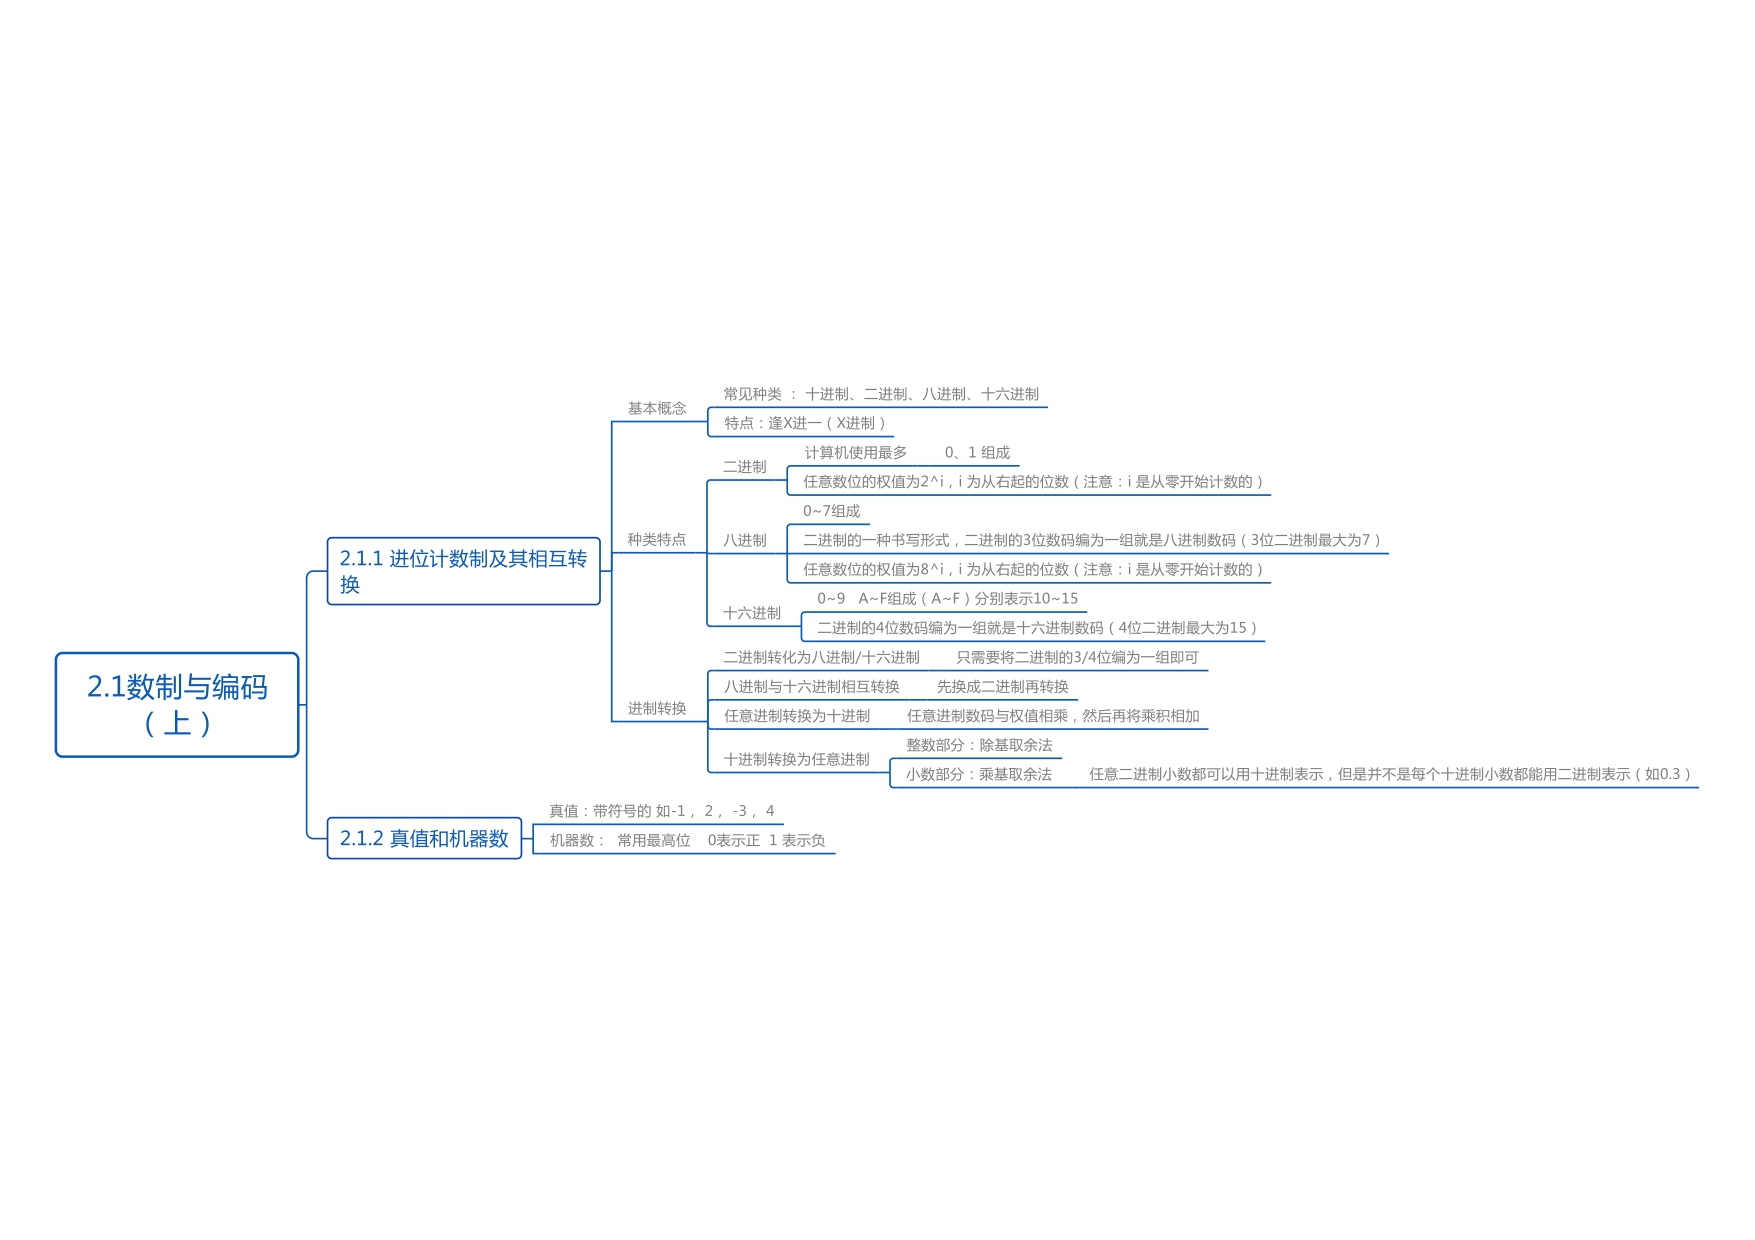 2.1数制与编码
（上）
2.1.1 进位计数制及其相互转
换
基本概念
常见种类 ： 十进制、二进制、八进制、十六进制
特点：逢X进一（X进制）
种类特点
二进制
计算机使用最多
0、1 组成
任意数位的权值为2^i，i 为从右起的位数（注意：i 是从零开始计数的）
八进制
0~7组成
二进制的一种书写形式，二进制的3位数码编为一组就是八进制数码（3位二进制最大为7）
任意数位的权值为8^i，i 为从右起的位数（注意：i 是从零开始计数的）
十六进制
0~9 A~F组成（A~F）分别表示10~15
二进制的4位数码编为一组就是十六进制数码（4位二进制最大为15）
进制转换
二进制转化为八进制/十六进制
只需要将二进制的3/4位编为一组即可
八进制与十六进制相互转换
先换成二进制再转换
任意进制转换为十进制
任意进制数码与权值相乘，然后再将乘积相加
十进制转换为任意进制
整数部分：除基取余法
小数部分：乘基取余法
任意二进制小数都可以用十进制表示，但是并不是每个十进制小数都能用二进制表示（如0.3）
2.1.2 真值和机器数
真值：带符号的 如-1 ，2 ，-3 ，4
机器数： 常用最高位 0表示正 1 表示负